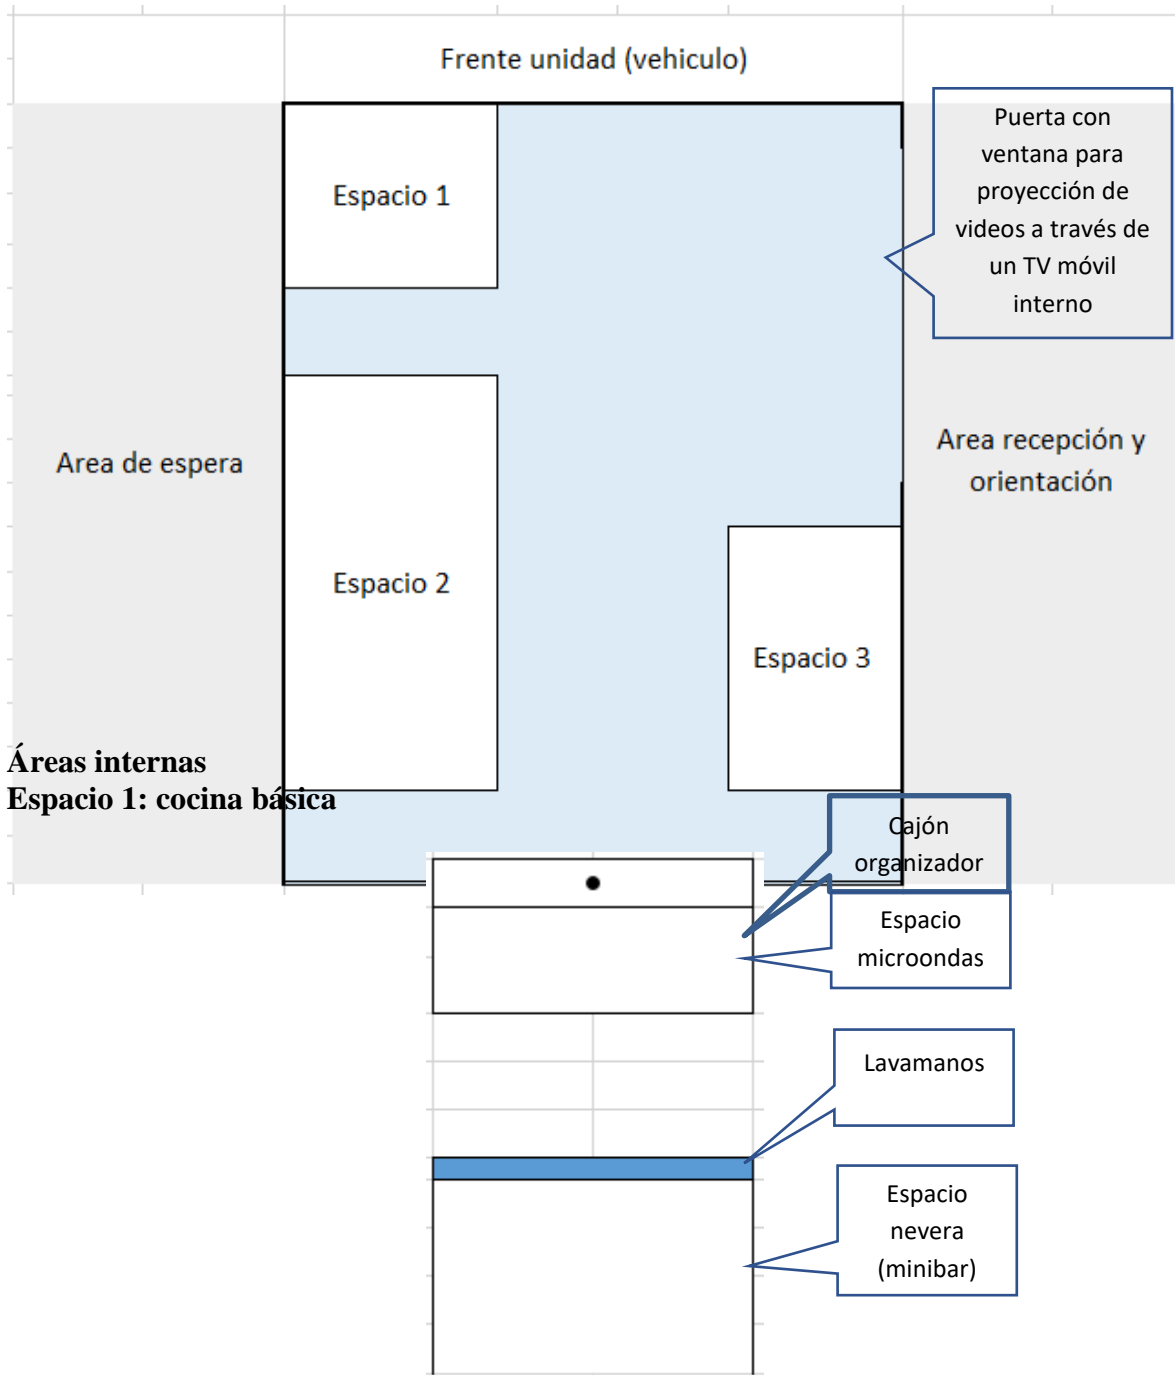 Frente unidad (vehiculo)
Puerta con
ventana para
proyección de
videos a través de
un TV móvil
interno
Espacio 1
Area de espera
Area recepción y
orientación
Espacio 2
Espacio 3
Áreas internas
Espacio 1: cocina básica
Cajón
organizador
Espacio
microondas
Lavamanos
Espacio
nevera
(minibar)